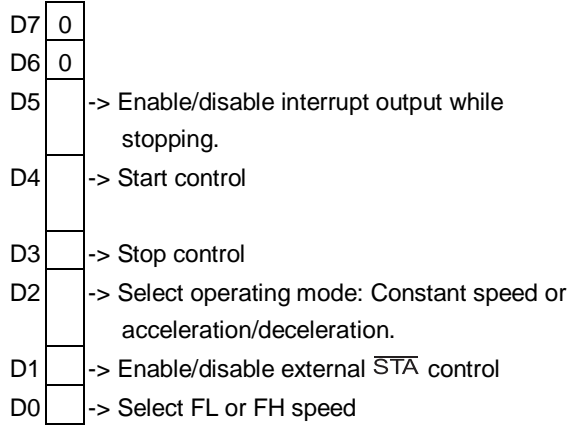 D7 0
D6 0
D5 -> Enable/disable interrupt output while
stopping.
D4 -> Start control
D3 -> Stop control
D2 -> Select operating mode: Constant speed or
acceleration/deceleration.
D1 -> Enable/disable external S̅T̅A̅ control
D0 -> Select FL or FH speed